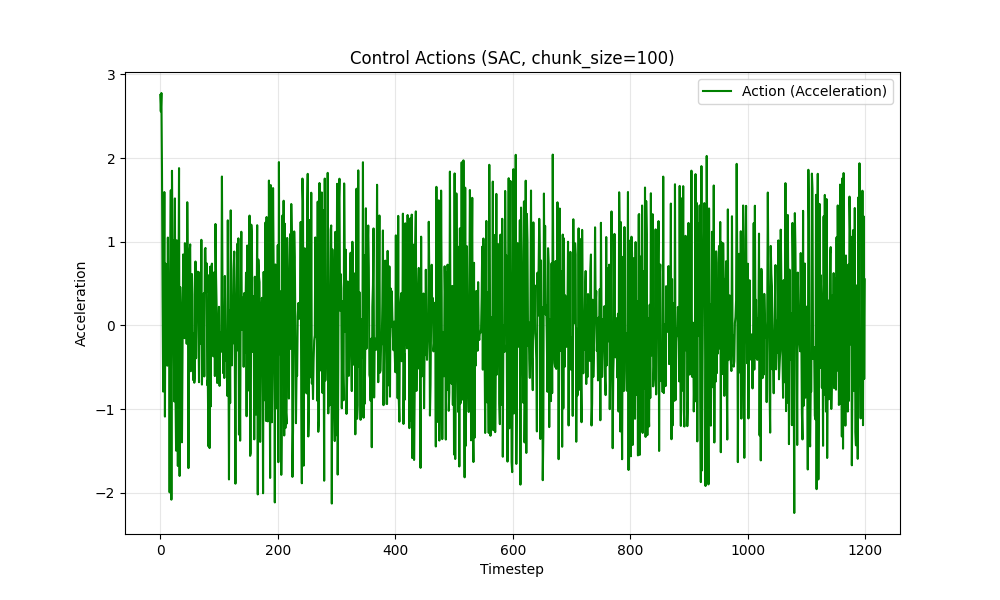 Control Actions (SAC, chunk_size=100)
Action (Acceleration)
Acceleration
3
2
1
0
−1
−2
0 200 400 600 800 1000 1200
Timestep